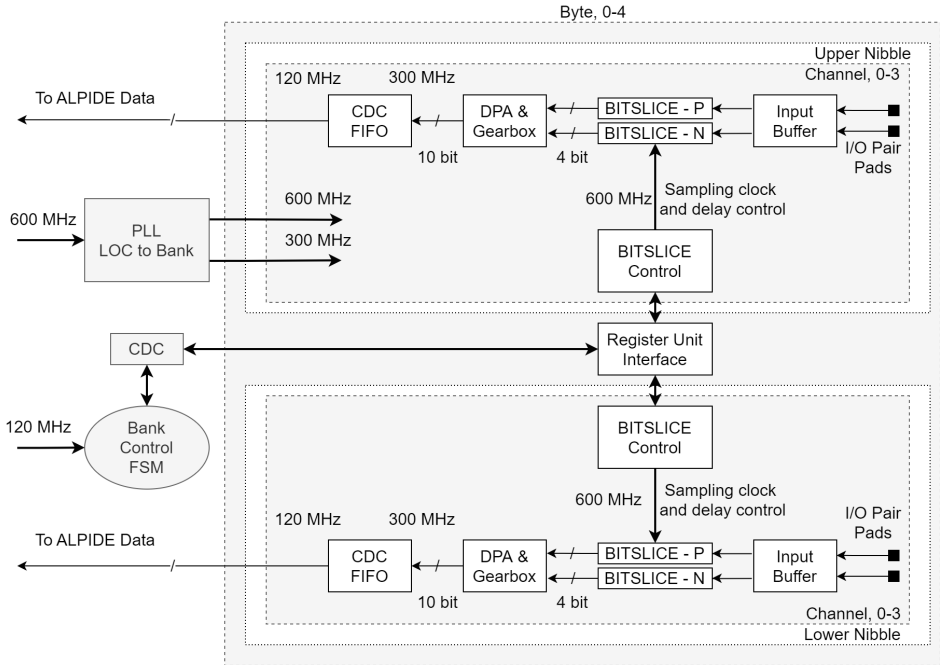 Byte, 0-4
Upper Nibble
Channel, 0-3
120 MHz
300 MHz
To ALPIDE Data
CDC
FIFO
DPA &
Gearbox
BITSLICE - P
BITSLICE - N
Input
Buffer
I/O Pair
Pads
10 bit
4 bit
600 MHz
Sampling clock
and delay control
600 MHz
PLL
LOC to Bank
600 MHz
300 MHz
BITSLICE
Control
CDC
Register Unit
Interface
120 MHz
Bank
Control
FSM
BITSLICE
Control
600 MHz
Sampling clock
and delay control
120 MHz
300 MHz
I/O Pair
Pads
To ALPIDE Data
CDC
FIFO
DPA &
Gearbox
BITSLICE - P
BITSLICE - N
Input
Buffer
10 bit
4 bit
Channel, 0-3
Lower Nibble